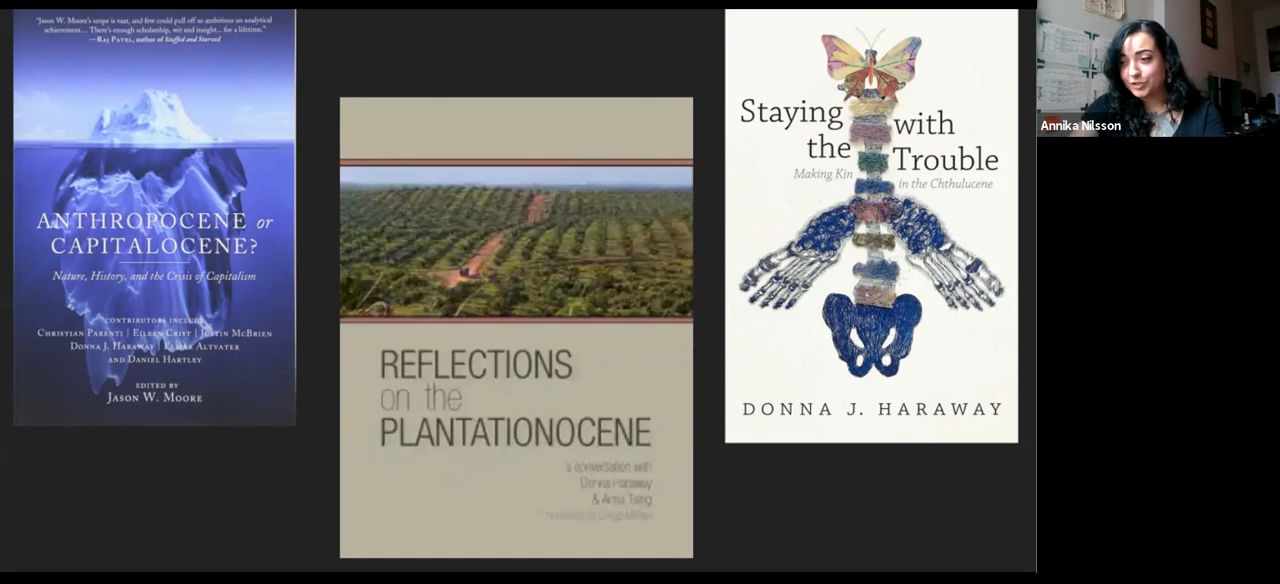 "Jason W. Moore's scope is vast, and few could pull off so ambitious an analytical
achievement... There's enough scholarship, wit and insight... for a lifetime."
—Raj Patel, author of Stuffed and Starved
ANTHROPOCENE or
CAPITALOCENE?
Nature, History, and the Crisis of Capitalism
CONTRIBUTORS INCLUDE
Christian Parenti | Eileen Crist | Justin McBrien
Donna J. Haraway | Elmar Altvater
and Daniel Hartley
EDITED BY
Jason W. Moore
REFLECTIONS
on the
PLANTATIONOCENE
a conversation with
Donna Haraway
& Anna Tsing
Staying with
the Trouble
Making Kin in the Chthulucene
DONNA J. HARAWAY
Annika Nilsson